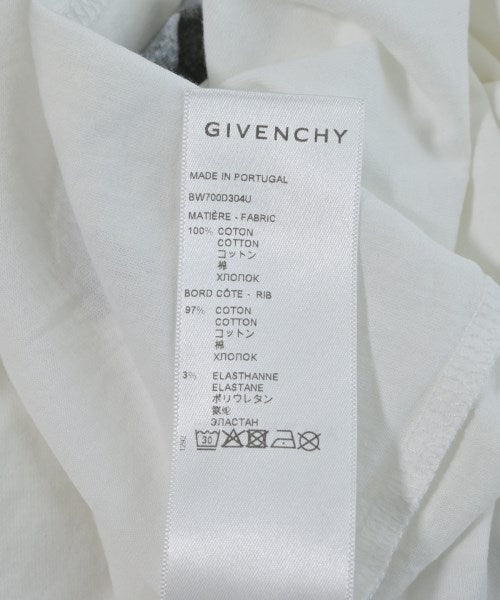 GIVENCHY
MADE IN PORTUGAL
BW700D304U
MATIÈRE - FABRIC
100% COTON
COTTON
コットン
棉
ХЛОПОК
BORD CÔTE - RIB
97% COTON
COTTON
コットン
棉
ХЛОПОК
3% ELASTHANNE
ELASTANE
ポリウレタン
ЭЛАСТАН
30